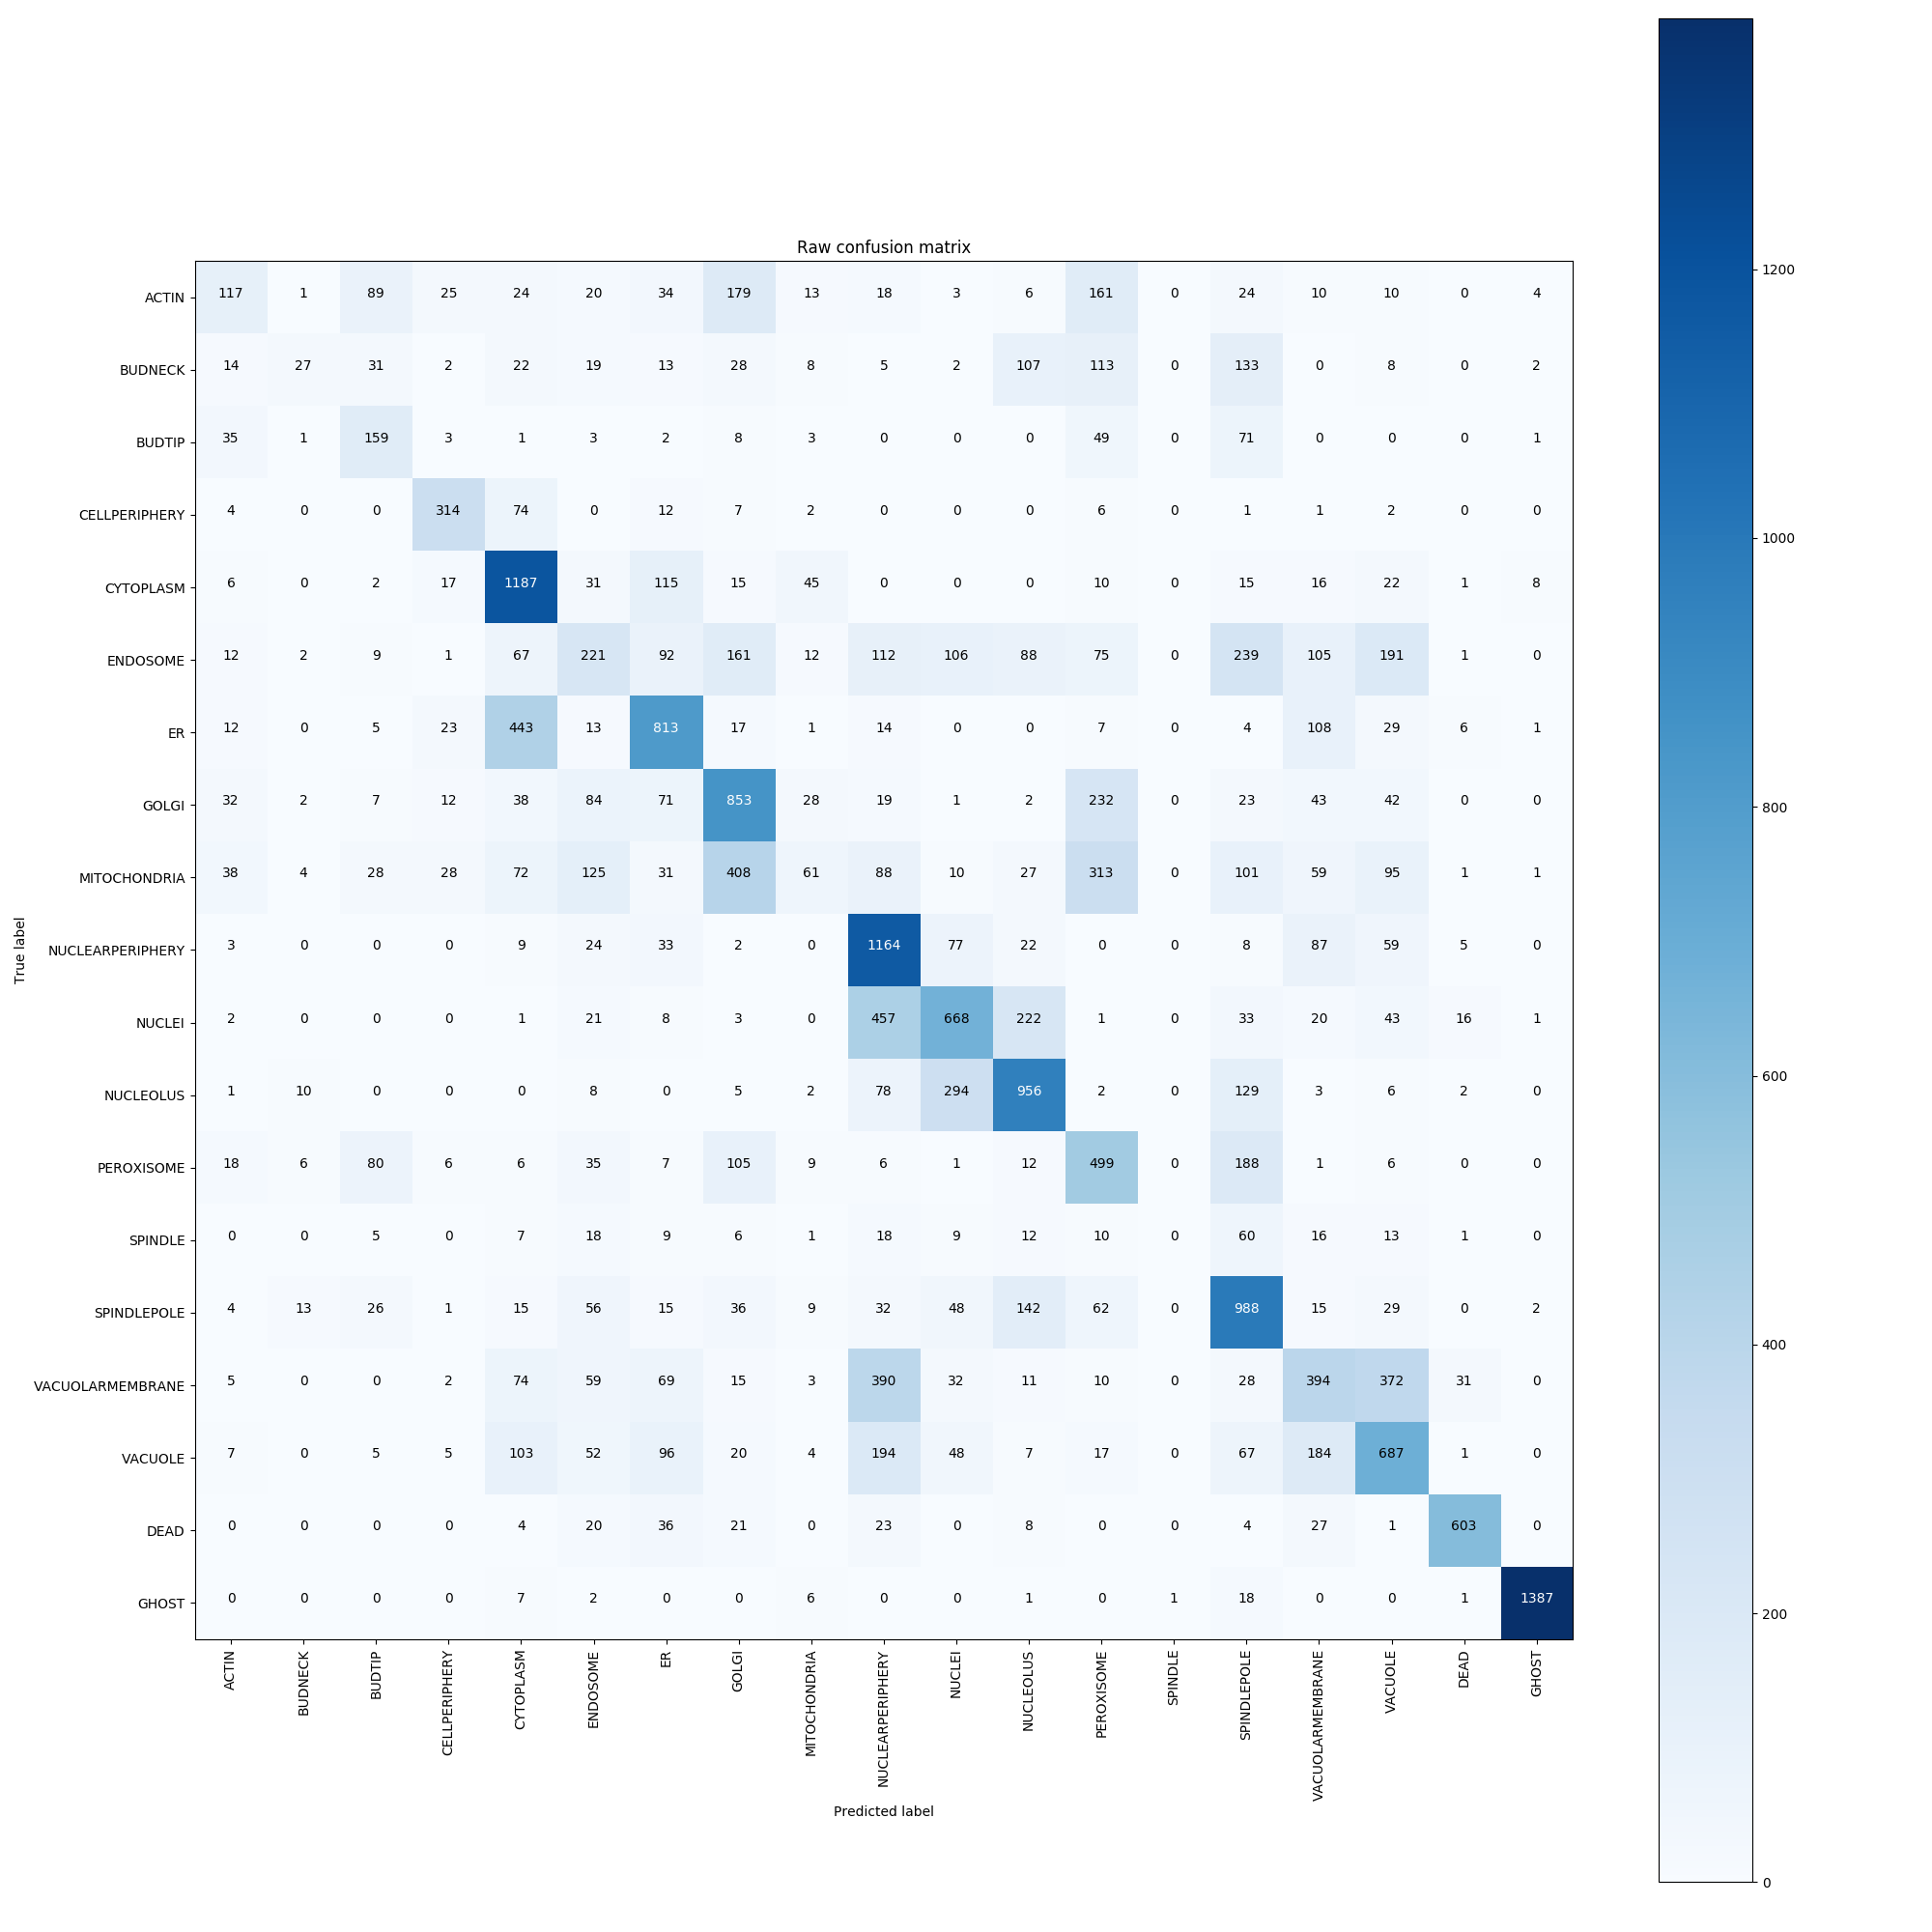 Raw confusion matrix
True label
ACTIN 117 1 89 25 24 20 34 179 13 18 3 6 161 0 24 10 10 0 4
BUDNECK 14 27 31 2 22 19 13 28 8 5 2 107 113 0 133 0 8 0 2
BUDTIP 35 1 159 3 1 3 2 8 3 0 0 0 49 0 71 0 0 0 1
CELLPERIPHERY 4 0 0 314 74 0 12 7 2 0 0 0 6 0 1 1 2 0 0
CYTOPLASM 6 0 2 17 1187 31 115 15 45 0 0 0 10 0 15 16 22 1 8
ENDOSOME 12 2 9 1 67 221 92 161 12 112 106 88 75 0 239 105 191 1 0
ER 12 0 5 23 443 13 813 17 1 14 0 0 7 0 4 108 29 6 1
GOLGI 32 2 7 12 38 84 71 853 28 19 1 2 232 0 23 43 42 0 0
MITOCHONDRIA 38 4 28 28 72 125 31 408 61 88 10 27 313 0 101 59 95 1 1
NUCLEARPERIPHERY 3 0 0 0 9 24 33 2 0 1164 77 22 0 0 8 87 59 5 0
NUCLEI 2 0 0 0 1 21 8 3 0 457 668 222 1 0 33 20 43 16 1
NUCLEOLUS 1 10 0 0 0 8 0 5 2 78 294 956 2 0 129 3 6 2 0
PEROXISOME 18 6 80 6 6 35 7 105 9 6 1 12 499 0 188 1 6 0 0
SPINDLE 0 0 5 0 7 18 9 6 1 18 9 12 10 0 60 16 13 1 0
SPINDLEPOLE 4 13 26 1 15 56 15 36 9 32 48 142 62 0 988 15 29 0 2
VACUOLARMEMBRANE 5 0 0 2 74 59 69 15 3 390 32 11 10 0 28 394 372 31 0
VACUOLE 7 0 5 5 103 52 96 20 4 194 48 7 17 0 67 184 687 1 0
DEAD 0 0 0 0 4 20 36 21 0 23 0 8 0 0 4 27 1 603 0
GHOST 0 0 0 0 7 2 0 0 6 0 0 1 0 1 18 0 0 1 1387
ACTIN BUDNECK BUDTIP CELLPERIPHERY CYTOPLASM ENDOSOME ER GOLGI MITOCHONDRIA NUCLEARPERIPHERY NUCLEI NUCLEOLUS PEROXISOME SPINDLE SPINDLEPOLE VACUOLARMEMBRANE VACUOLE DEAD GHOST
Predicted label
1200
1000
800
600
400
200
0